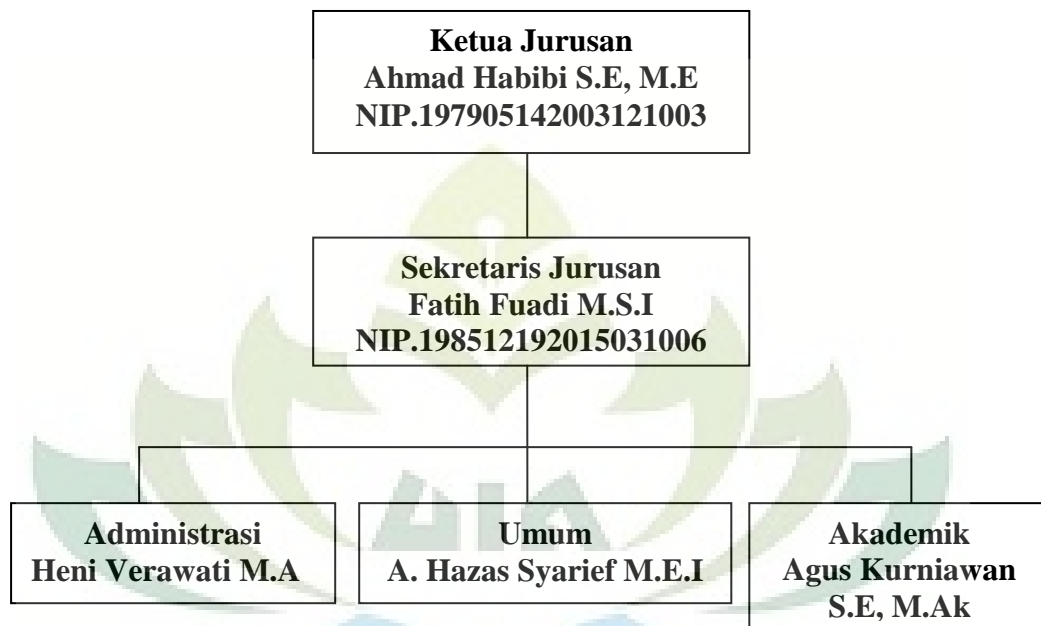 Ketua Jurusan
Ahmad Habibi S.E, M.E
NIP.197905142003121003
Sekretaris Jurusan
Fatih Fuadi M.S.I
NIP.198512192015031006
Administrasi
Heni Verawati M.A
Umum
A. Hazas Syarief M.E.I
Akademik
Agus Kurniawan
S.E, M.Ak